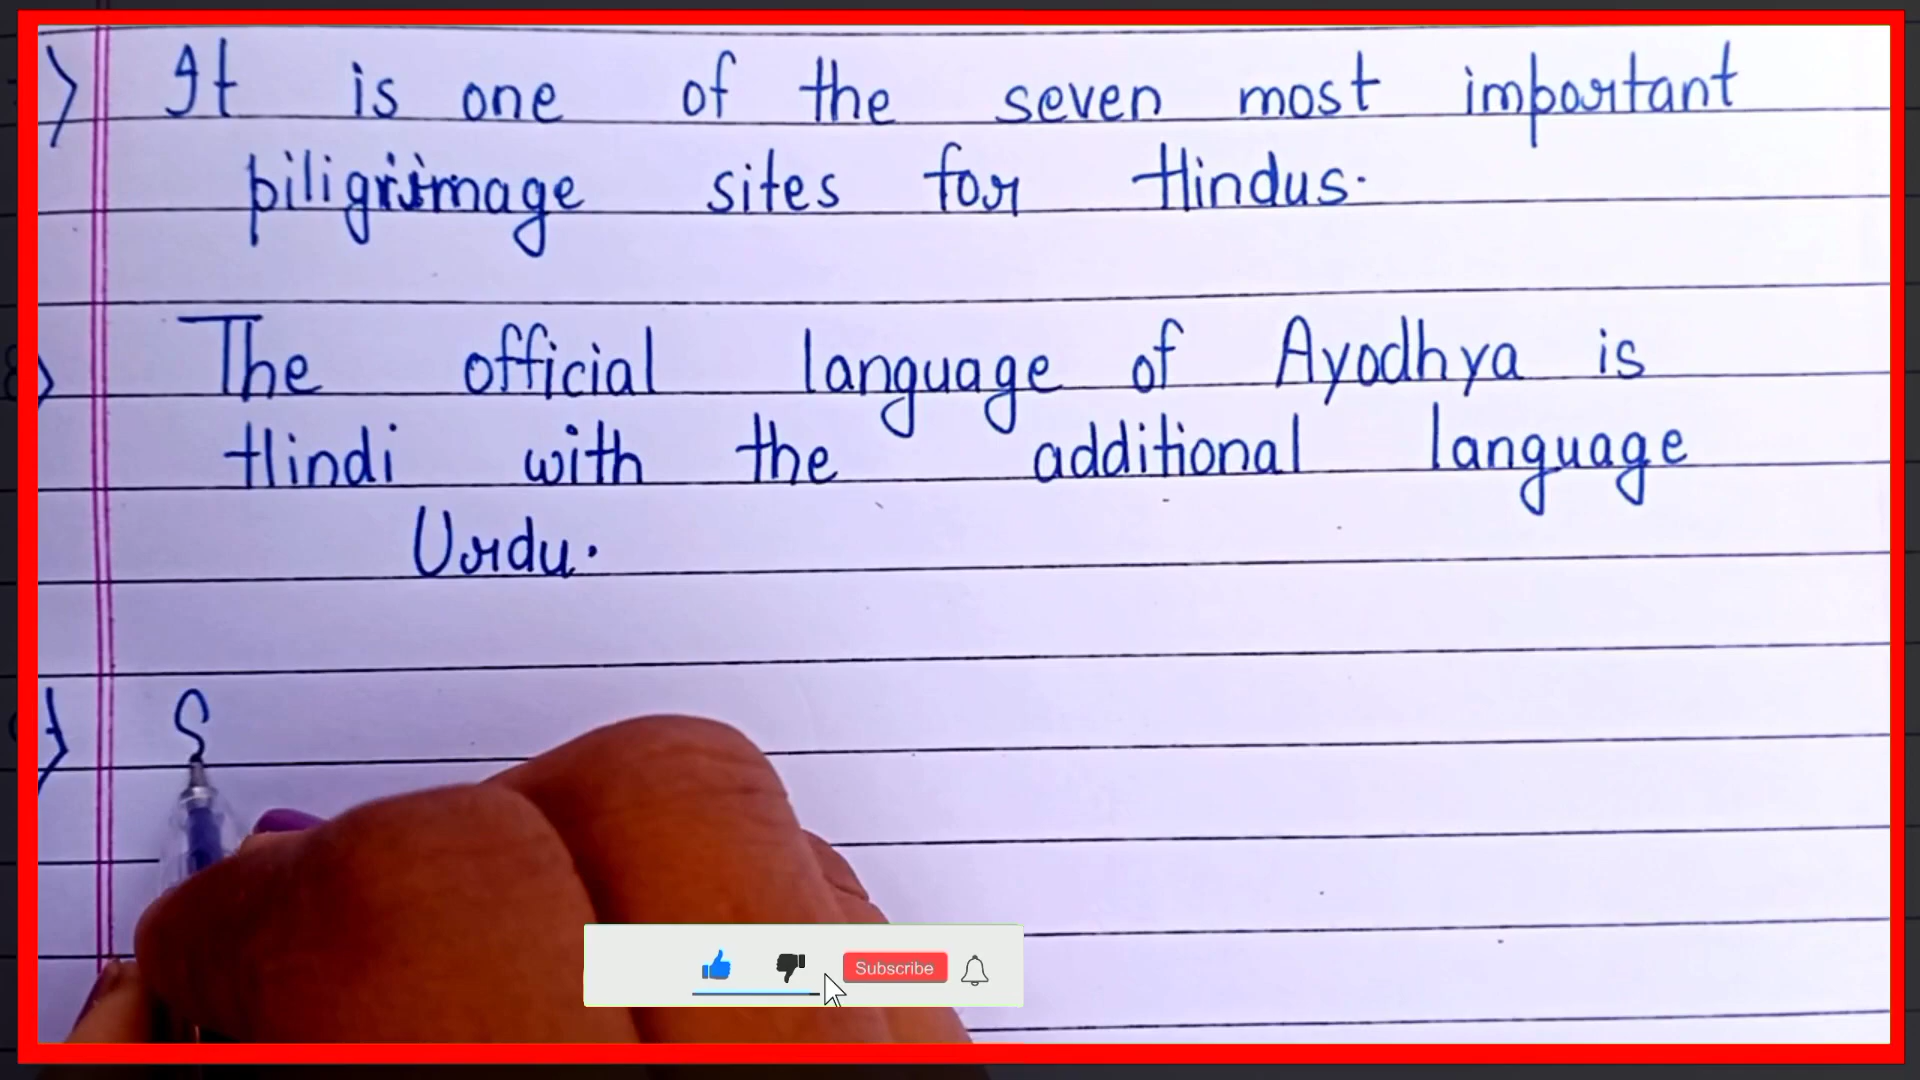 ) It is one of the seven most important
piligrimage sites for Hindus.
8) The official language of Ayodhya is
Hindi with the additional language
Urdu.
) S
Subscribe